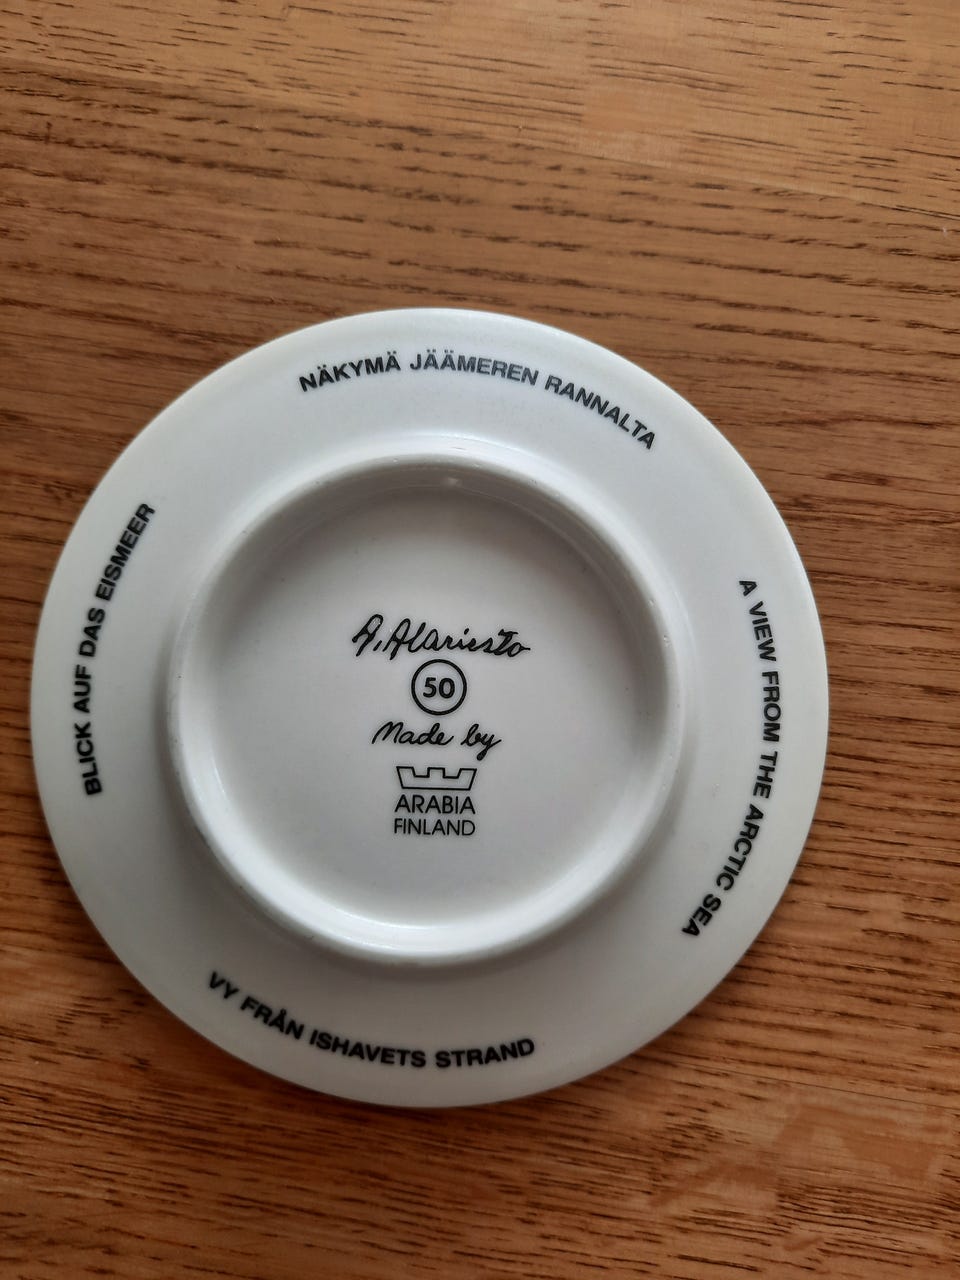 NÄKYMÄ JÄÄMEREN RANNALTA
A VIEW FROM THE ARCTIC SEA
VY FRÅN ISHAVETS STRAND
BLICK AUF DAS EISMEER
A. Alariesto
50
Made by
ARABIA
FINLAND